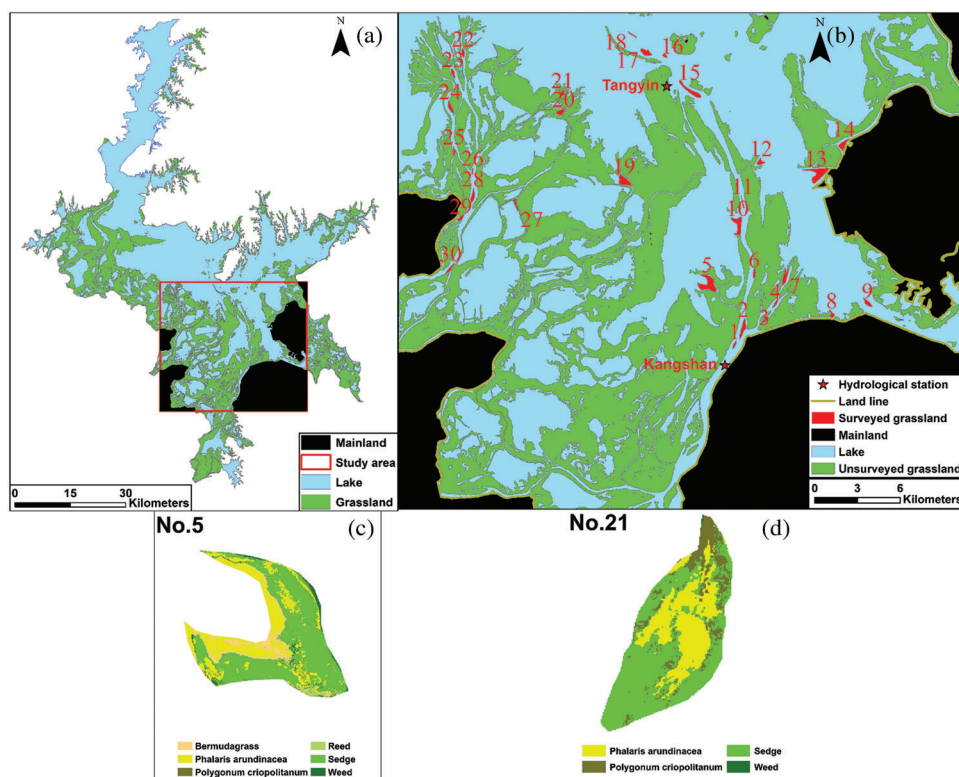 N
(a)
Mainland
Study area
Lake
Grassland
0 15 30
Kilometers
N
(b)
22
23
24
25
26
28
29
30
21
20
27
19
18
17
16
15
Tangyin
14
13
12
11
10
9
8
7
6
5
4
3
2
1
Kangshan
Hydrological station
Land line
Surveyed grassland
Mainland
Lake
Unsurveyed grassland
0 3 6
Kilometers
No.5
(c)
Bermudagrass
Phalaris arundinacea
Polygonum criopolitanum
Reed
Sedge
Weed
No.21
(d)
Phalaris arundinacea
Polygonum criopolitanum
Sedge
Weed